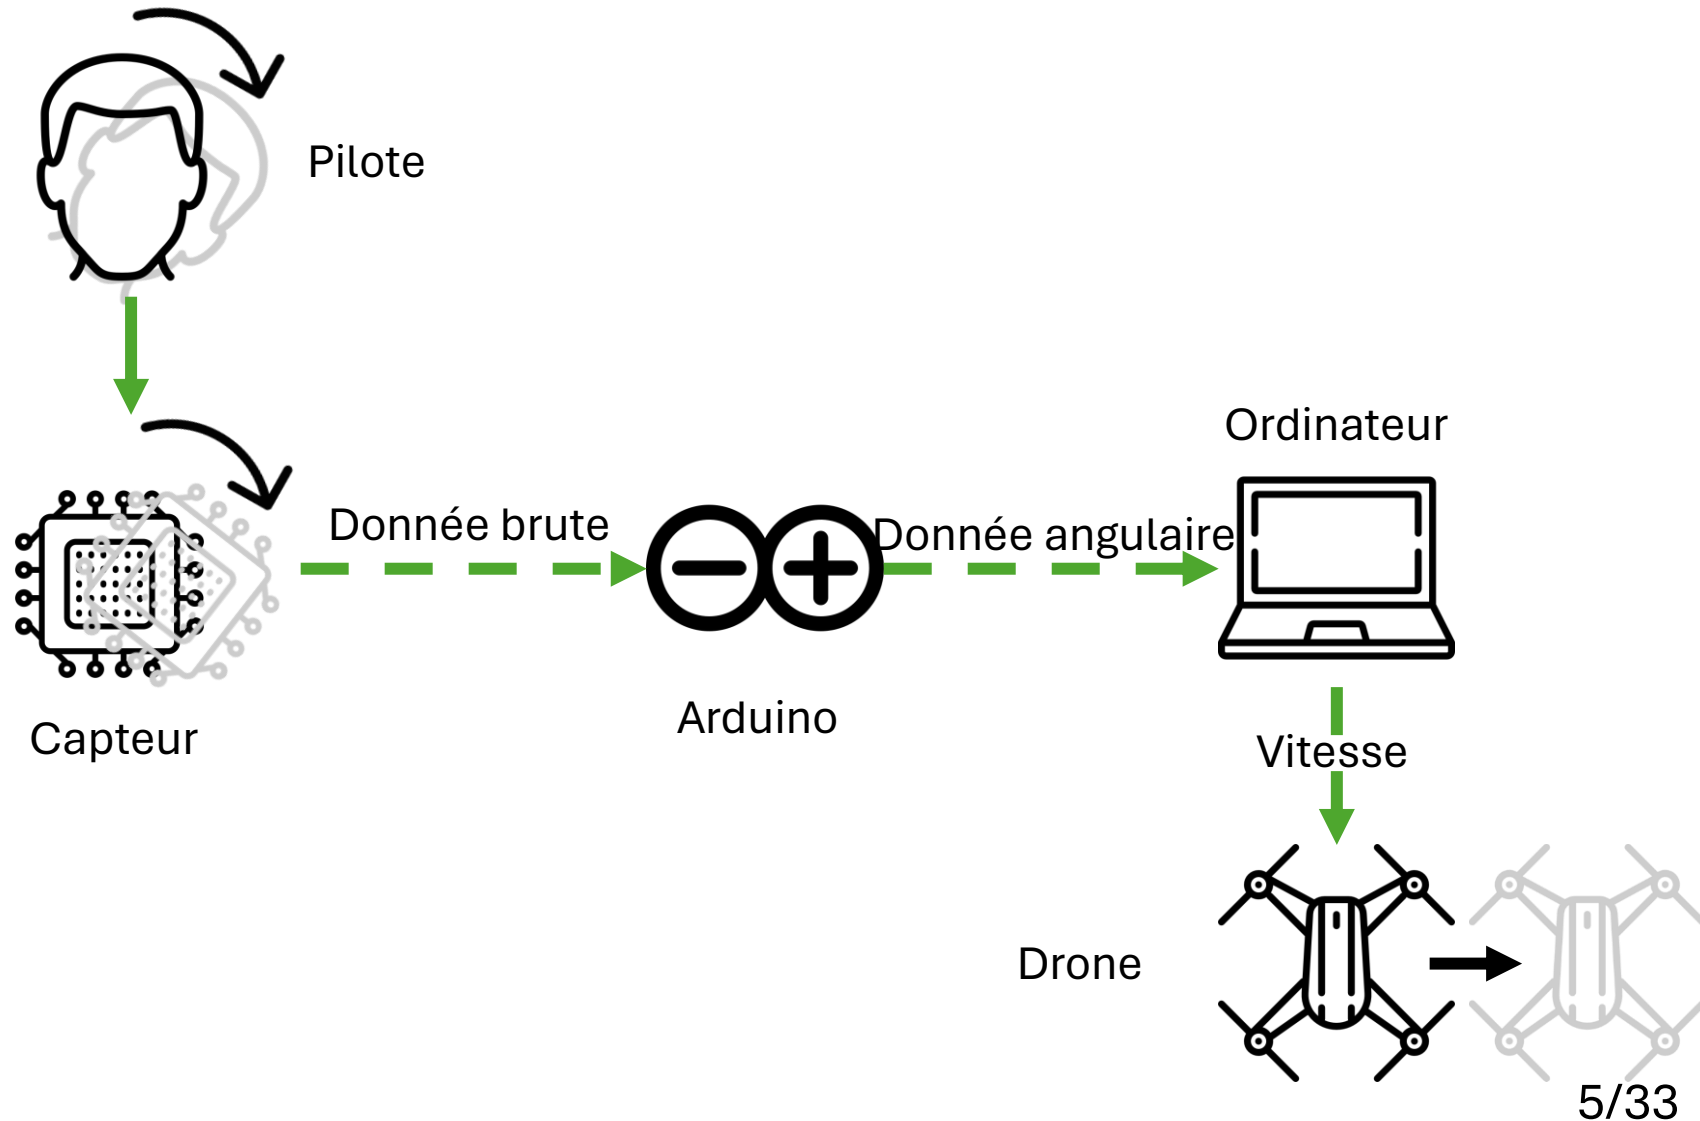 Pilote
Ordinateur
Donnée brute
Donnée angulaire
Arduino
Capteur
Vitesse
Drone
5/33